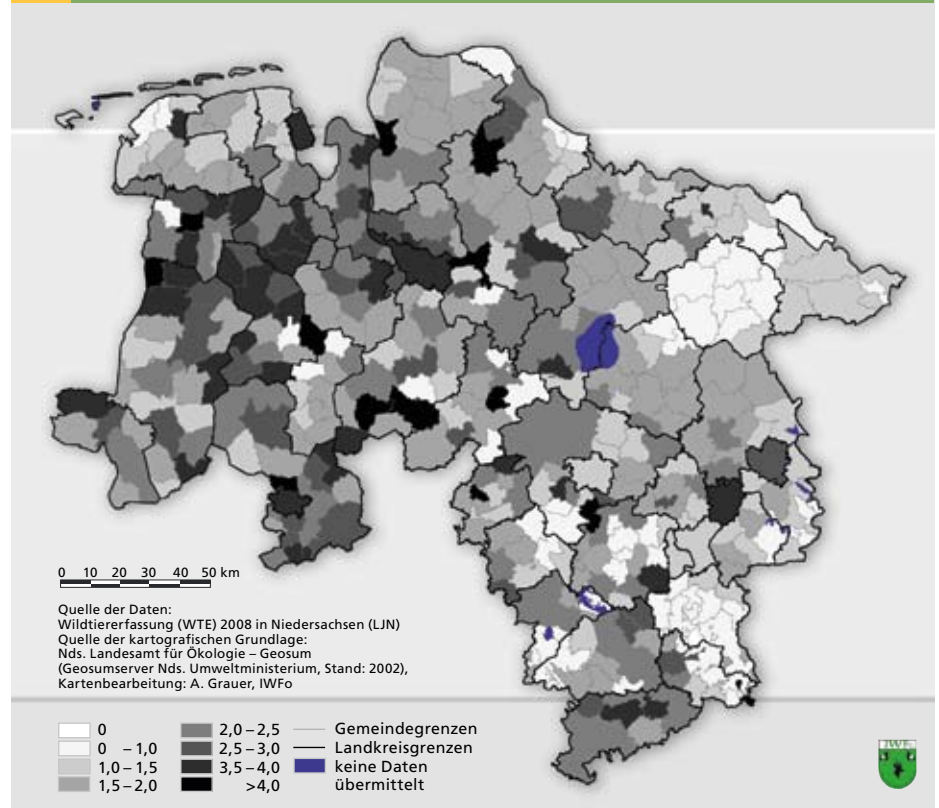 0 10 20 30 40 50 km
Quelle der Daten:
Wildtiererfassung (WTE) 2008 in Niedersachsen (LJN)
Quelle der kartografischen Grundlage:
Nds. Landesamt für Ökologie – Geosum
(Geosumserver Nds. Umweltministerium, Stand: 2002),
Kartenbearbeitung: A. Grauer, IWFo
0
0 – 1,0
1,0 – 1,5
1,5 – 2,0
2,0 – 2,5
2,5 – 3,0
3,5 – 4,0
>4,0
Gemeindegrenzen
Landkreisgrenzen
keine Daten
übermittelt
IWFo